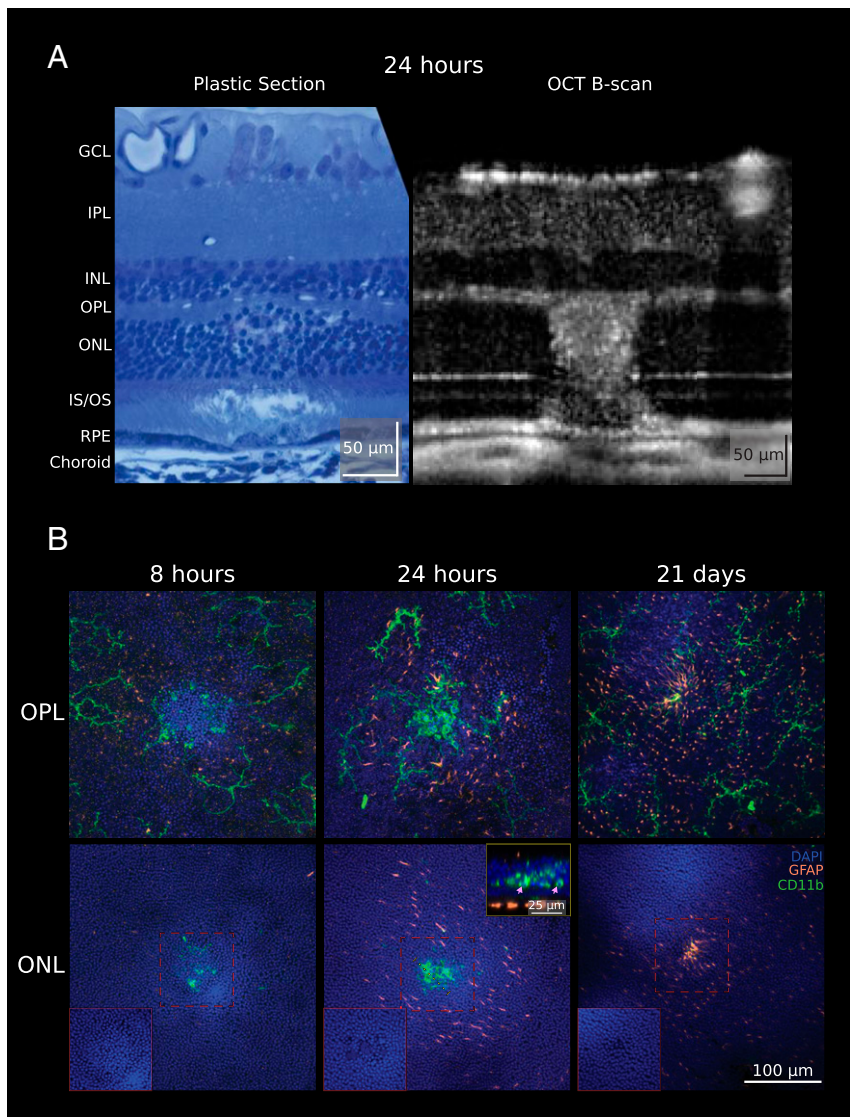 A
24 hours
Plastic Section
OCT B-scan
GCL
IPL
INL
OPL
ONL
IS/OS
RPE
Choroid
50 µm
50 µm
B
8 hours
24 hours
21 days
OPL
ONL
25 µm
DAPI
GFAP
CD11b
100 µm